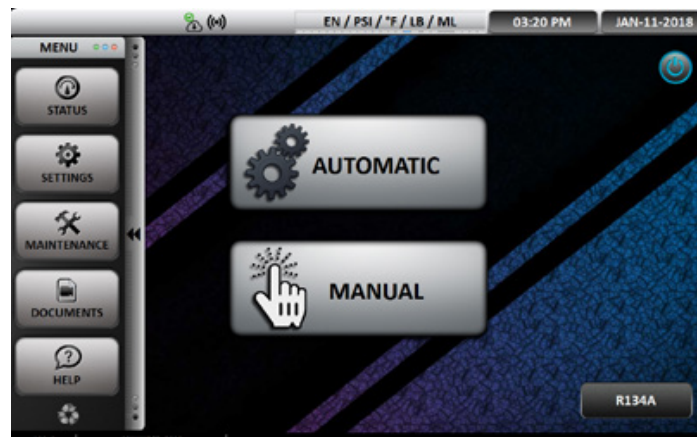 EN / PSI / °F / LB / ML
03:20 PM
JAN-11-2018
MENU
STATUS
SETTINGS
MAINTENANCE
DOCUMENTS
HELP
AUTOMATIC
MANUAL
R134A